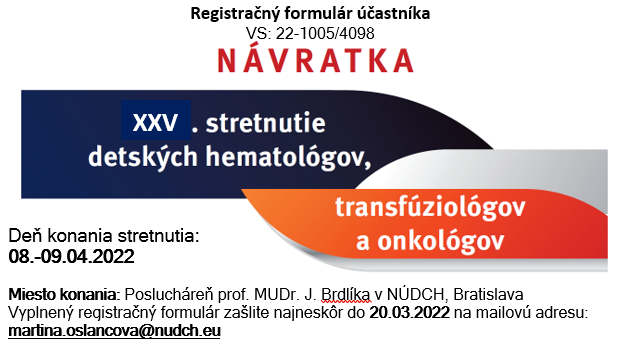 Registračný formulár účastníka
VS: 22-1005/4098
NÁVRATKA
XXV. stretnutie
detských hematológov,
transfúziológov
a onkológov
Deň konania stretnutia:
08.-09.04.2022
Miesto konania: Poslucháreň prof. MUDr. J. Brdlíka v NÚDCH, Bratislava
Vyplnený registračný formulár zašlite najneskôr do 20.03.2022 na mailovú adresu:
martina.oslancova@nudch.eu